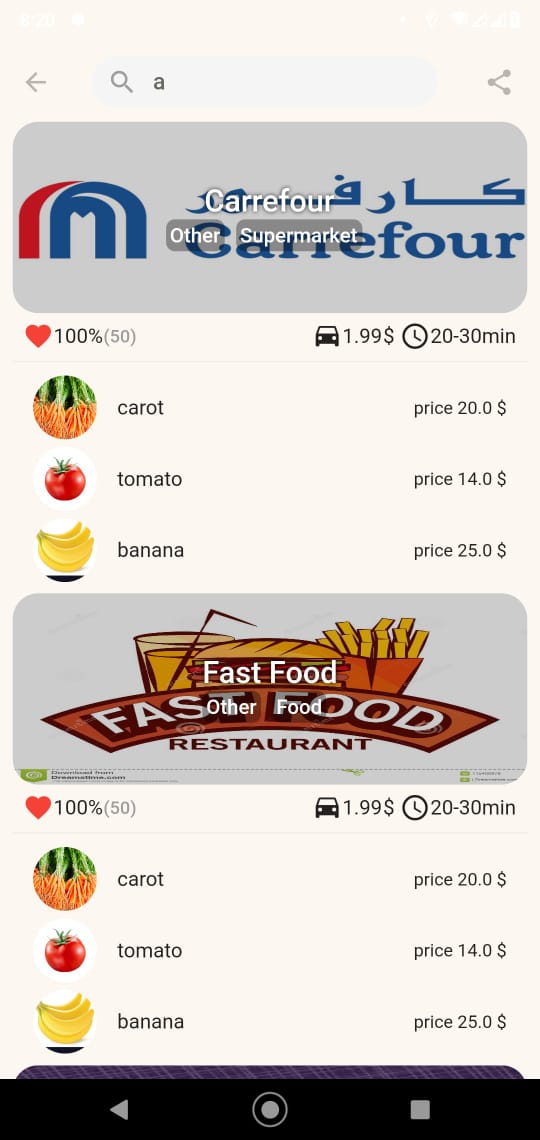 8:20
a
كارفور
Carrefour
Carrefour
Other Supermarket
100%(50) 1.99$ 20-30min
carot price 20.0 $
tomato price 14.0 $
banana price 25.0 $
Fast Food
FAST FOOD
Other Food
RESTAURANT
Download from
Dreamstime.com
100%(50) 1.99$ 20-30min
carot price 20.0 $
tomato price 14.0 $
banana price 25.0 $